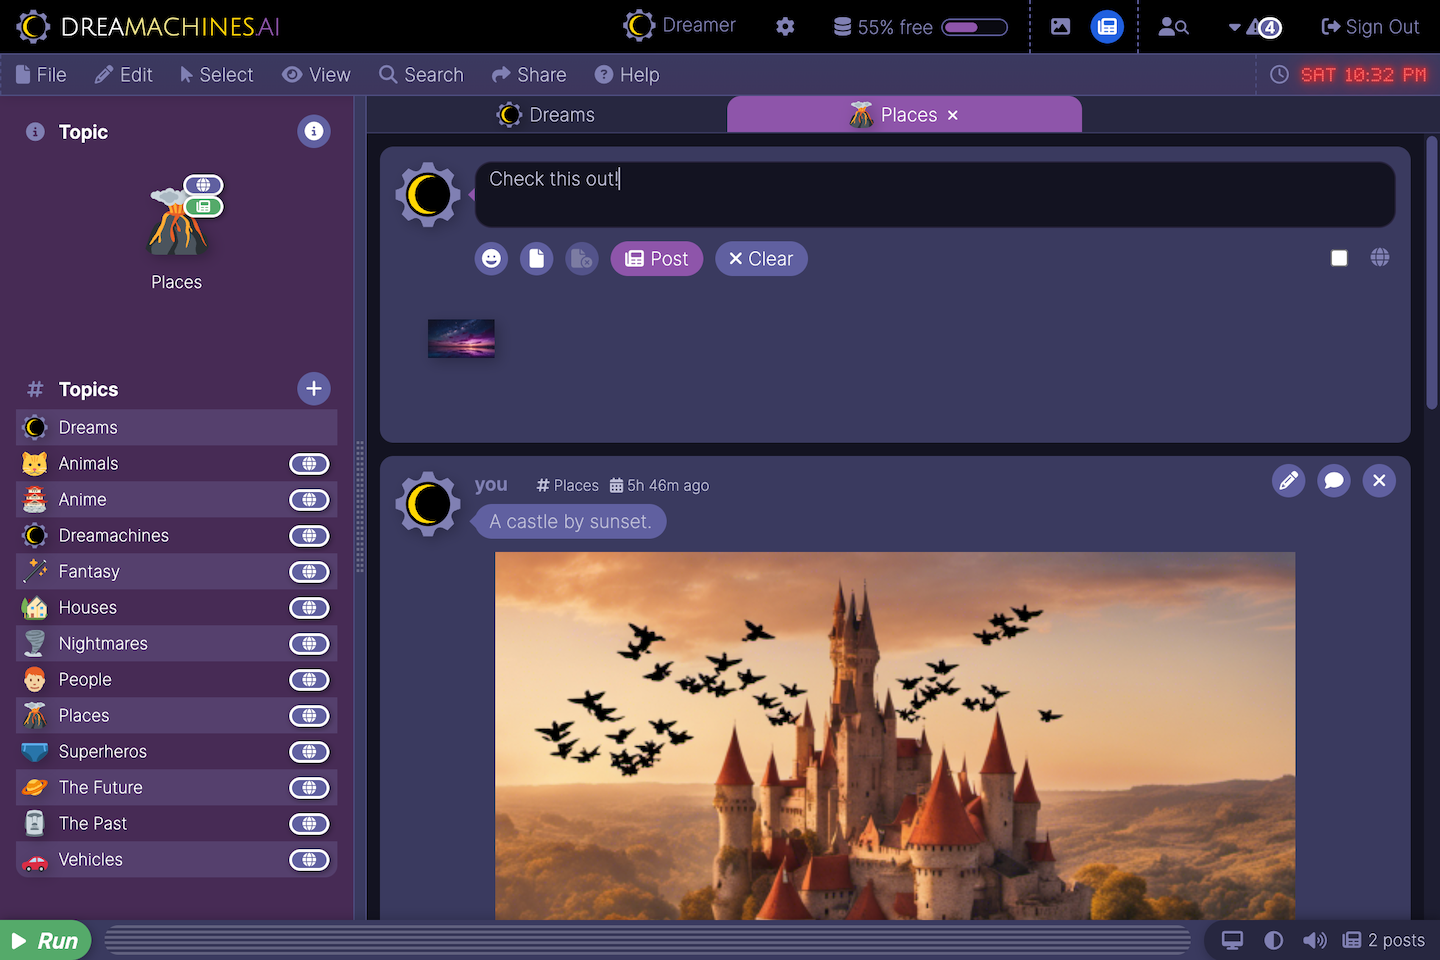 DREAMACHINES.AI
Dreamer
55% free
4
Sign Out
File
Edit
Select
View
Search
Share
Help
SAT 10:32 PM
Topic
Places
Topics
Dreams
Animals
Anime
Dreamachines
Fantasy
Houses
Nightmares
People
Places
Superheros
The Future
The Past
Vehicles
Dreams
Places
Check this out!
Post
Clear
you
# Places
5h 46m ago
A castle by sunset.
Run
2 posts